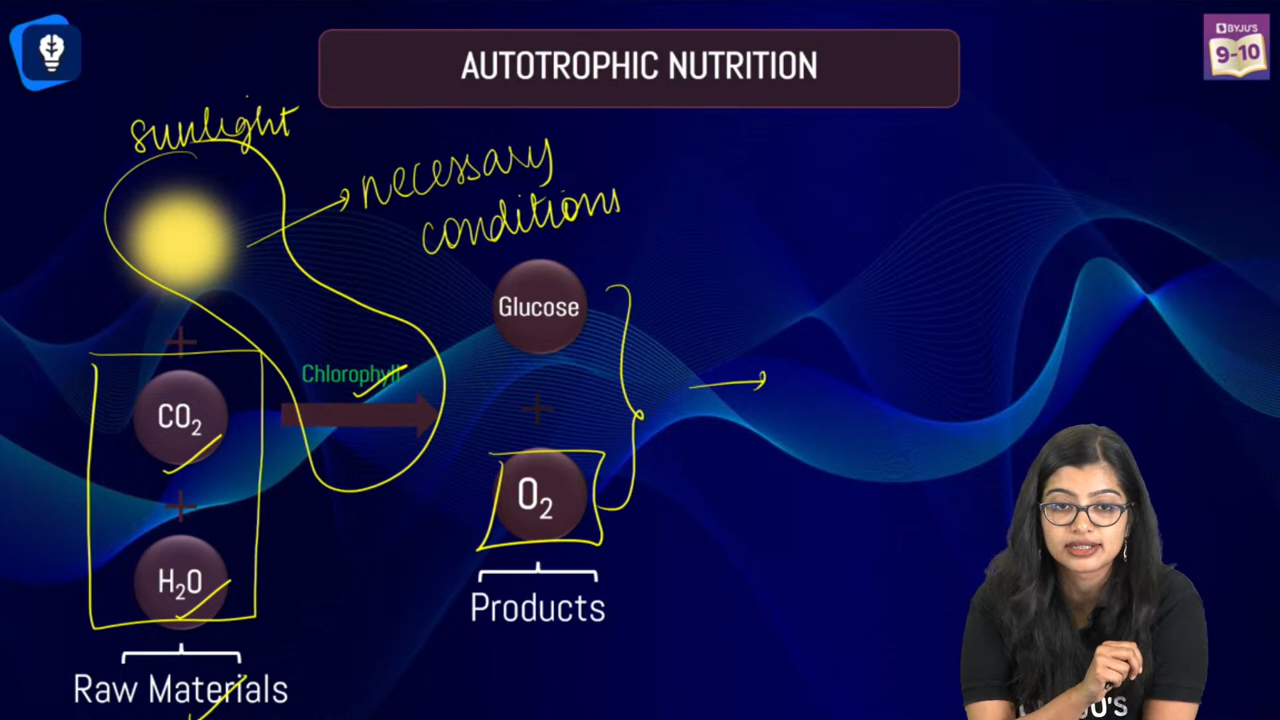 BYJU'S
9-10
AUTOTROPHIC NUTRITION
sunlight
necessary
conditions
Glucose
+
Chlorophyll
CO₂
+
+
O₂
H₂O
Products
Raw Materials